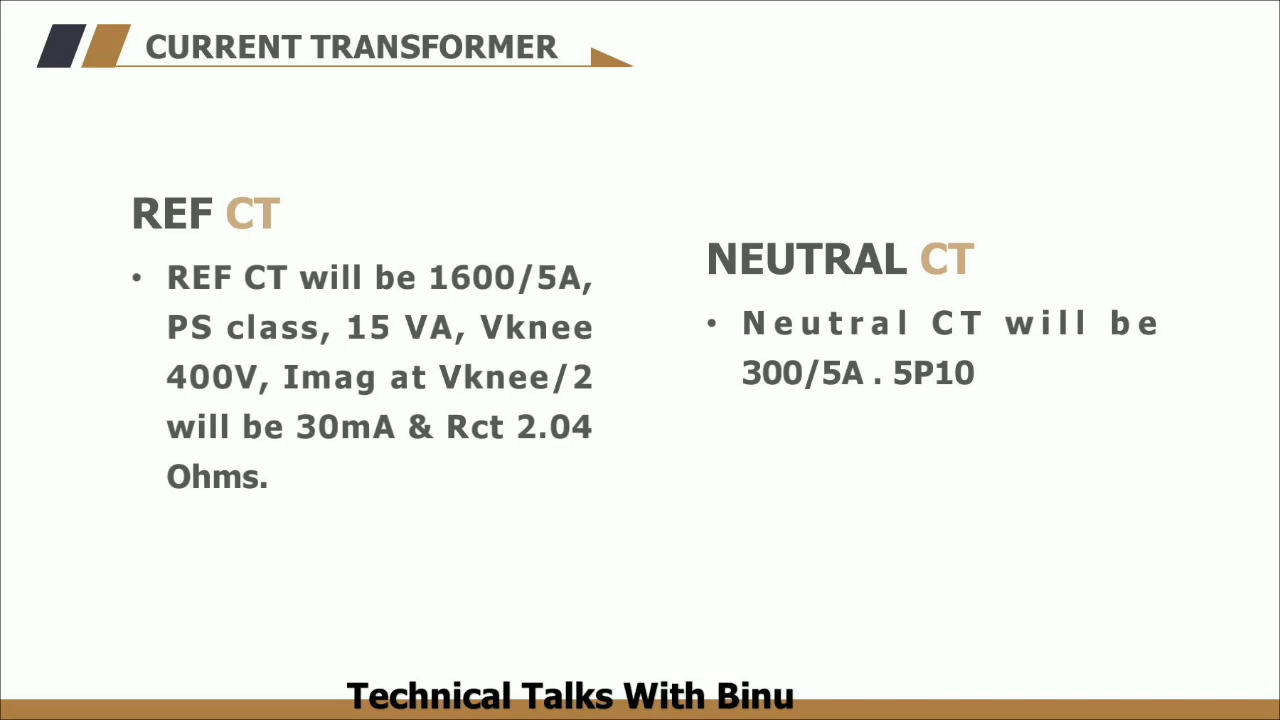 CURRENT TRANSFORMER
REF CT
• REF CT will be 1600/5A,
PS class, 15 VA, Vknee
400V, Imag at Vknee/2
will be 30mA & Rct 2.04
Ohms.
NEUTRAL CT
• Neutral CT will be
300/5A . 5P10
Technical Talks With Binu